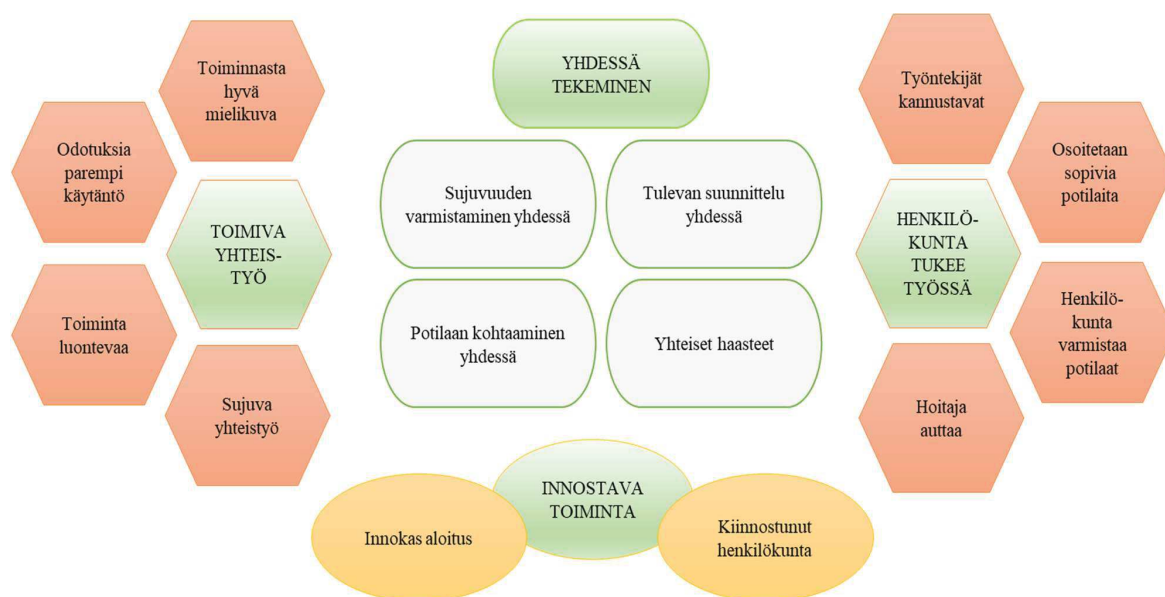 Toiminnasta
hyvä
mielikuva
Odotuksia
parempi
käytäntö
TOIMIVA
YHTEIS-
TYÖ
Toiminta
luontevaa
Sujuva
yhteistyö
YHDESSÄ
TEKEMINEN
Sujuvuuden
varmistaminen yhdessä
Tulevan suunnittelu
yhdessä
Potilaan kohtaaminen
yhdessä
Yhteiset haasteet
INNOSTAVA
TOIMINTA
Innokas aloitus
Kiinnostunut
henkilökunta
Työntekijät
kannustavat
Osoitetaan
sopivia
potilaita
HENKILÖ-
KUNTA
TUKEE
TYÖSSÄ
Henkilö-
kunta
varmistaa
potilaat
Hoitaja
auttaa